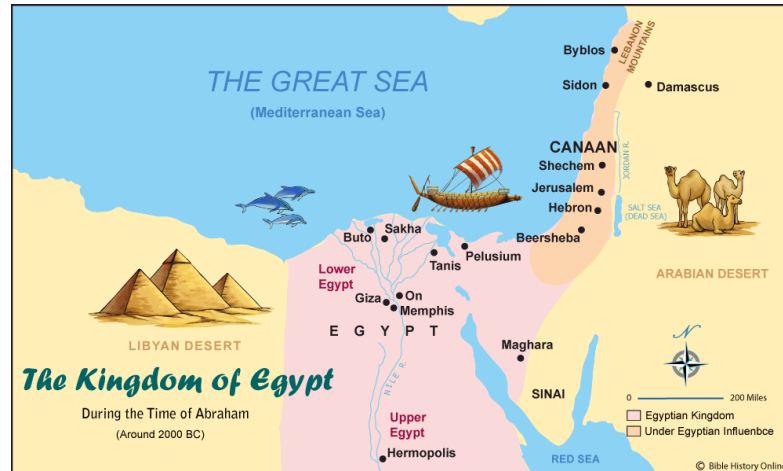 THE GREAT SEA
(Mediterranean Sea)
Byblos
LEBANON
MOUNTAINS
Sidon
Damascus
CANAAN
Shechem
JORDAN R.
Jerusalem
Hebron
SALT SEA
(DEAD SEA)
Beersheba
Buto
Sakha
Tanis
Pelusium
Lower
Egypt
ARABIAN DESERT
Giza
On
Memphis
EGYPT
LIBYAN DESERT
Maghara
N
The Kingdom of Egypt
During the Time of Abraham
(Around 2000 BC)
NILE R.
SINAI
0 200 Miles
Egyptian Kingdom
Under Egyptian Influenbce
Upper
Egypt
Hermopolis
RED SEA
© Bible History Online